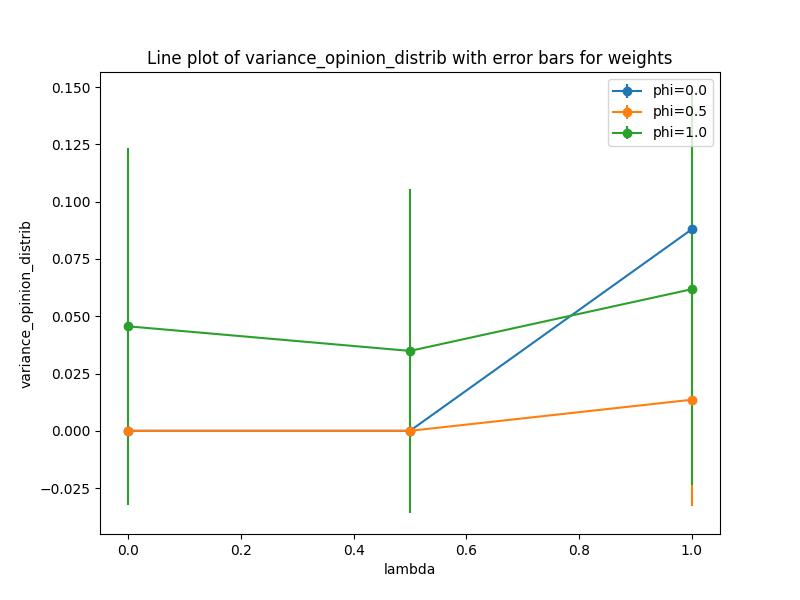 Line plot of variance_opinion_distrib with error bars for weights
phi=0.0
phi=0.5
phi=1.0
0.150
0.125
0.100
0.075
0.050
0.025
0.000
−0.025
variance_opinion_distrib
0.0 0.2 0.4 0.6 0.8 1.0
lambda